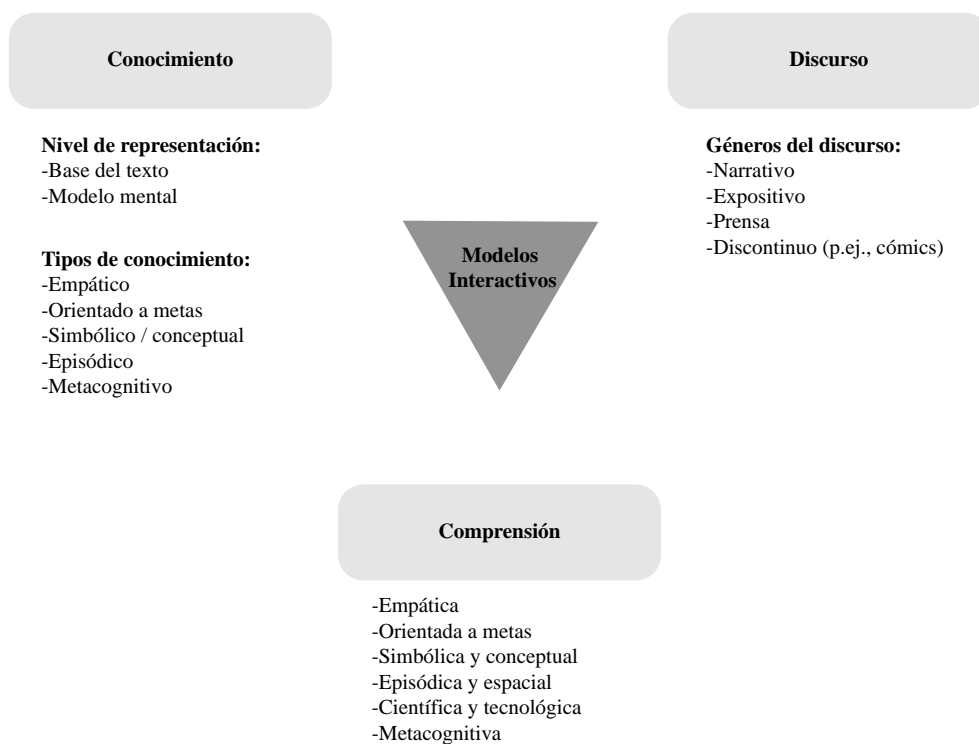 Conocimiento
Nivel de representación:
-Base del texto
-Modelo mental
Tipos de conocimiento:
-Empático
-Orientado a metas
-Simbólico / conceptual
-Episódico
-Metacognitivo
Discurso
Géneros del discurso:
-Narrativo
-Expositivo
-Prensa
-Discontinuo (p.ej., cómics)
Modelos
Interactivos
Comprensión
-Empática
-Orientada a metas
-Simbólica y conceptual
-Episódica y espacial
-Científica y tecnológica
-Metacognitiva